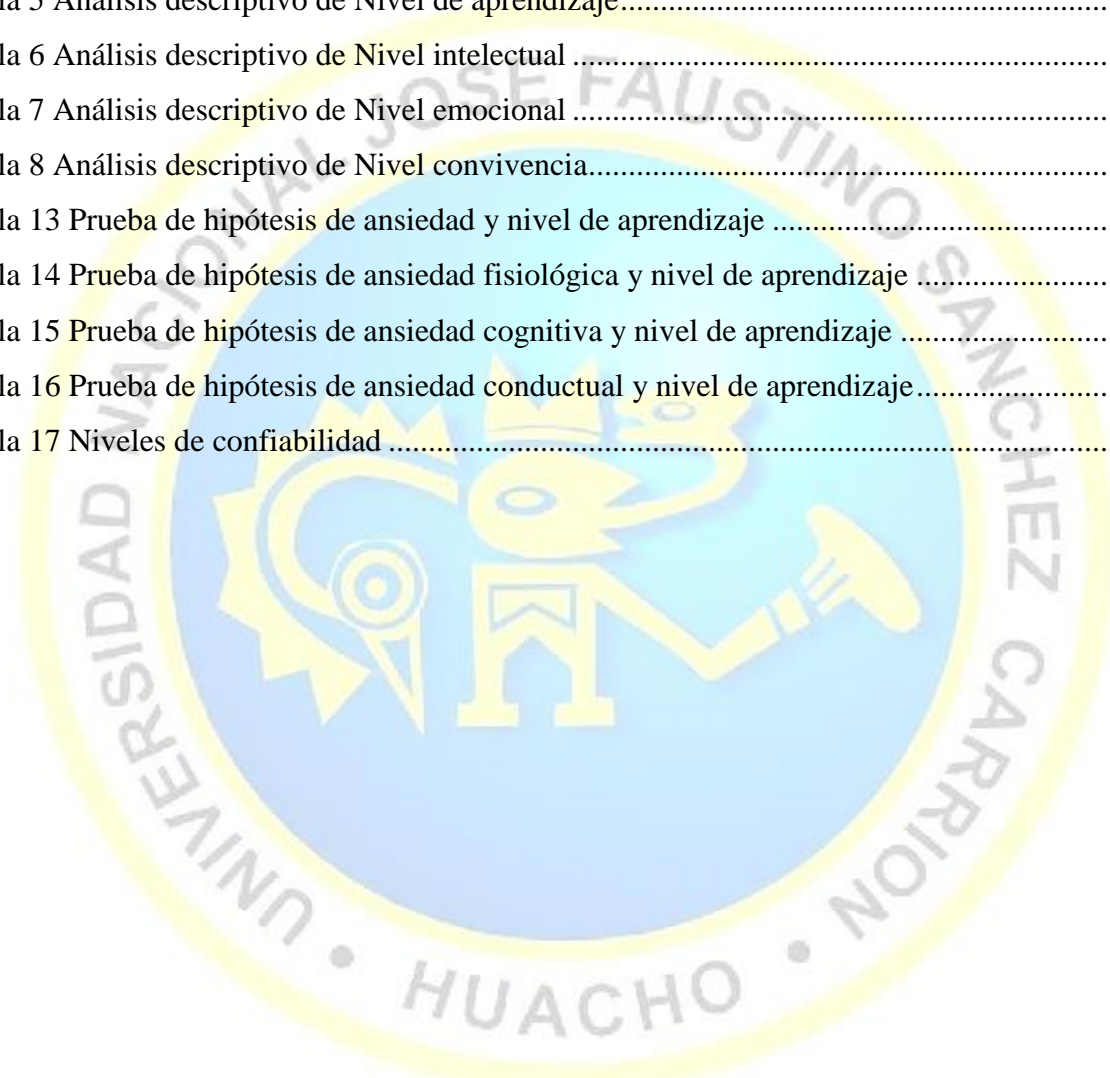 la 5 Análisis descriptivo de Nivel de aprendizaje....................................................................................
la 6 Análisis descriptivo de Nivel intelectual ...........................................................................................
la 7 Análisis descriptivo de Nivel emocional ...........................................................................................
la 8 Análisis descriptivo de Nivel convivencia.........................................................................................
la 13 Prueba de hipótesis de ansiedad y nivel de aprendizaje .........................................................
la 14 Prueba de hipótesis de ansiedad fisiológica y nivel de aprendizaje ................................
la 15 Prueba de hipótesis de ansiedad cognitiva y nivel de aprendizaje ...................................
la 16 Prueba de hipótesis de ansiedad conductual y nivel de aprendizaje.................................
la 17 Niveles de confiabilidad ..........................................................................................................
UNIVERSIDAD NACIONAL JOSE FAUSTINO SANCHEZ CARRION
• HUACHO •